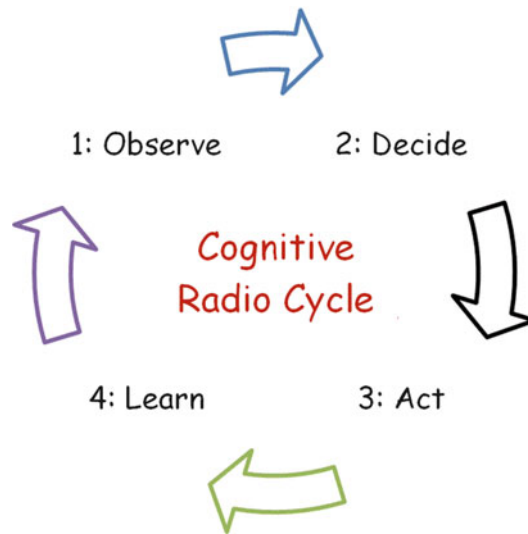 1: Observe
2: Decide
Cognitive
Radio Cycle
4: Learn
3: Act